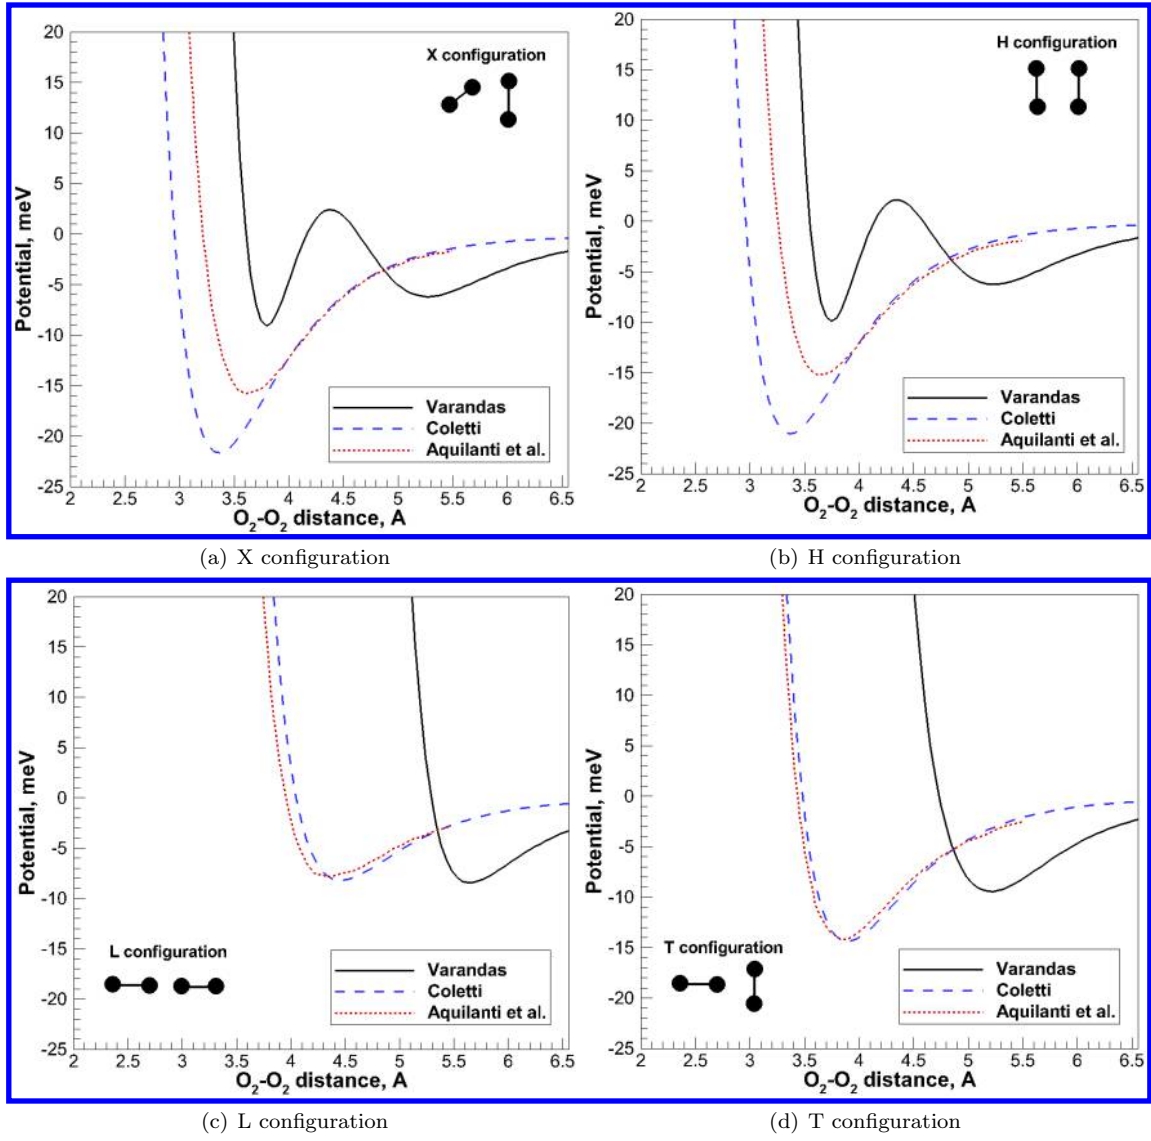 20
15
10
5
0
-5
-10
-15
-20
-25
Potential, meV
X configuration
Varandas
Coletti
Aquilanti et al.
2 2.5 3 3.5 4 4.5 5 5.5 6 6.5
O2-O2 distance, A
(a) X configuration
20
15
10
5
0
-5
-10
-15
-20
-25
Potential, meV
H configuration
Varandas
Coletti
Aquilanti et al.
2 2.5 3 3.5 4 4.5 5 5.5 6 6.5
O2-O2 distance, A
(b) H configuration
20
15
10
5
0
-5
-10
-15
-20
-25
Potential, meV
L configuration
Varandas
Coletti
Aquilanti et al.
2 2.5 3 3.5 4 4.5 5 5.5 6 6.5
O2-O2 distance, A
(c) L configuration
20
15
10
5
0
-5
-10
-15
-20
-25
Potential, meV
T configuration
Varandas
Coletti
Aquilanti et al.
2 2.5 3 3.5 4 4.5 5 5.5 6 6.5
O2-O2 distance, A
(d) T configuration